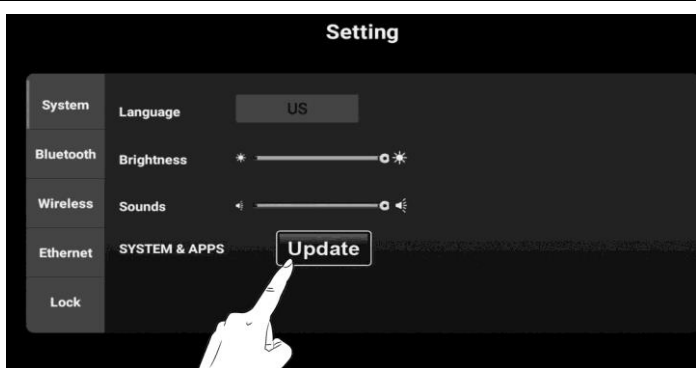 Setting
System
Language US
Bluetooth
Brightness
Wireless
Sounds
Ethernet
SYSTEM & APPS Update
Lock